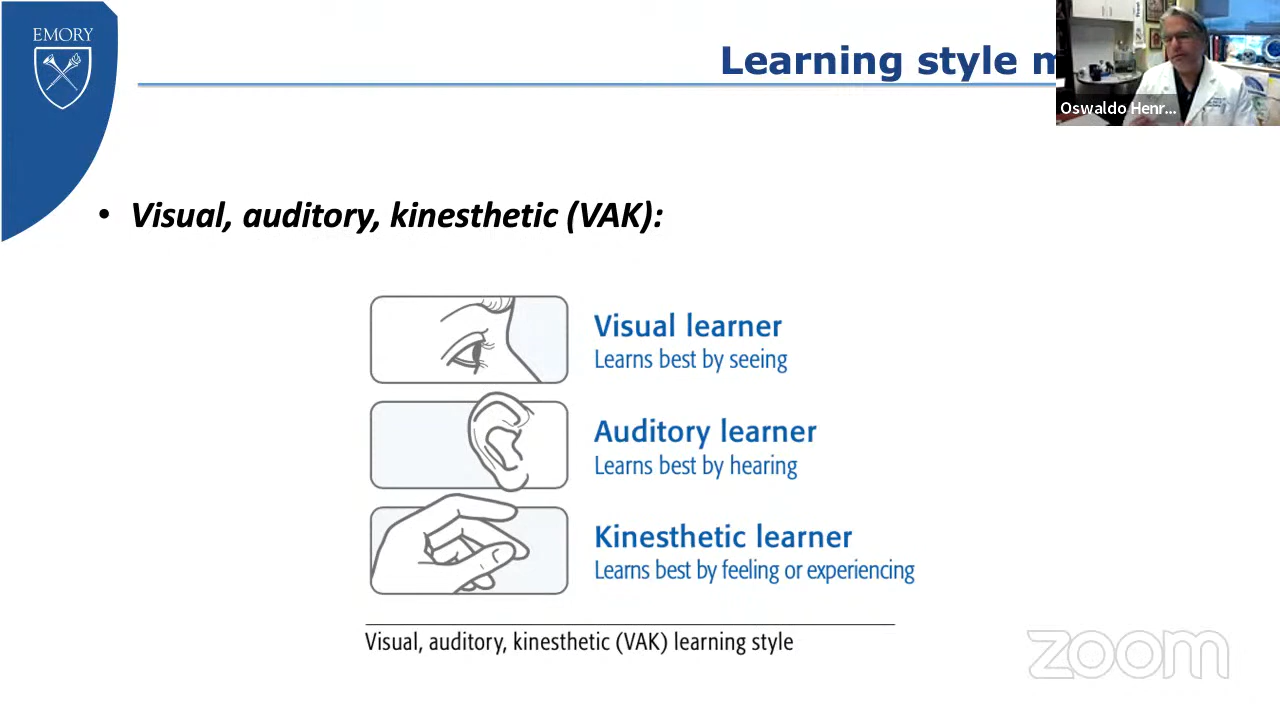 EMORY
Learning style m
Oswaldo Henr...
• Visual, auditory, kinesthetic (VAK):
Visual learner
Learns best by seeing
Auditory learner
Learns best by hearing
Kinesthetic learner
Learns best by feeling or experiencing
Visual, auditory, kinesthetic (VAK) learning style
zoom